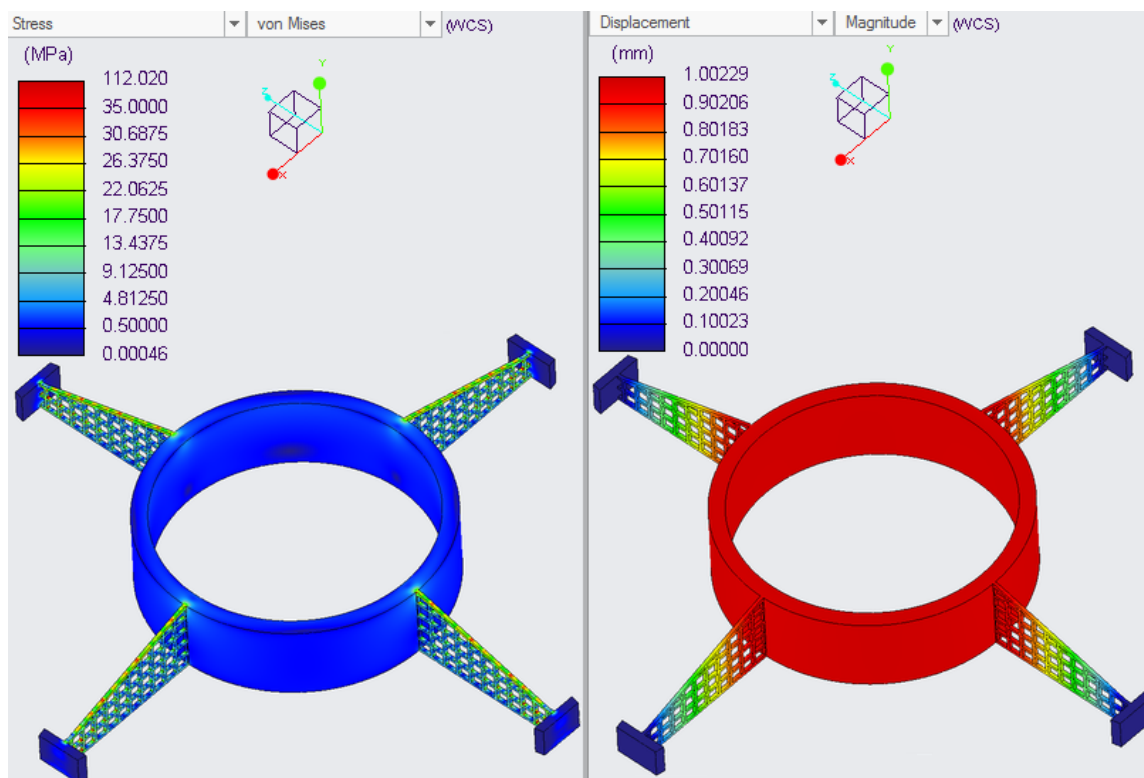 Stress von Mises (WCS)
(MPa)
112.020
35.0000
30.6875
26.3750
22.0625
17.7500
13.4375
9.12500
4.81250
0.50000
0.00046
Y
Z
X
Displacement Magnitude (WCS)
(mm)
1.00229
0.90206
0.80183
0.70160
0.60137
0.50115
0.40092
0.30069
0.20046
0.10023
0.00000
Y
Z
X